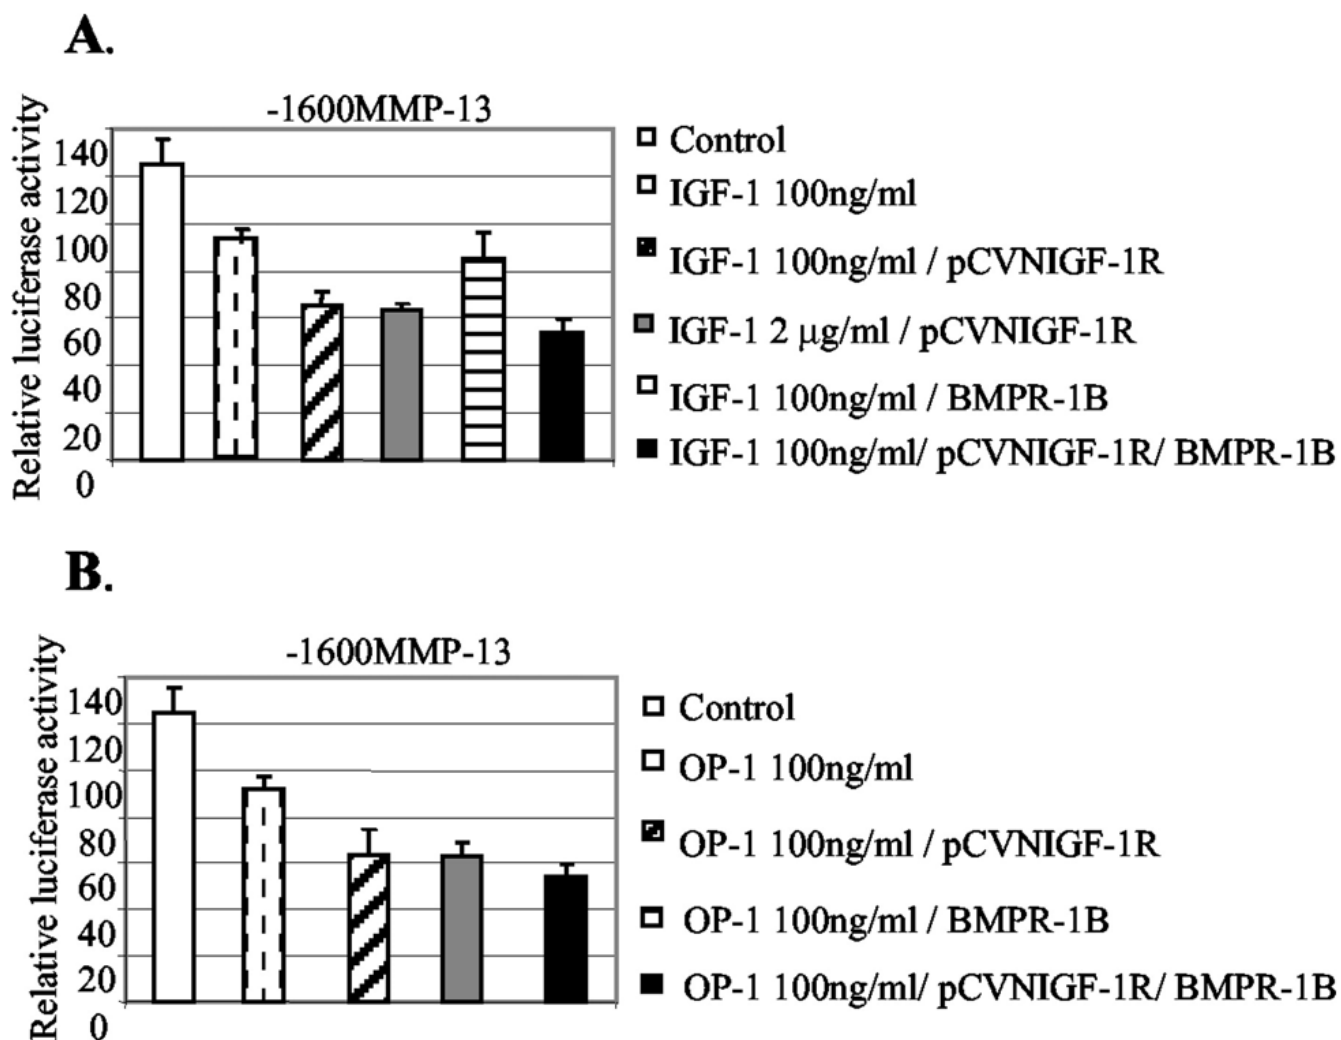 A.
-1600MMP-13
Relative luciferase activity
140
120
100
80
60
40
20
0
Control
IGF-1 100ng/ml
IGF-1 100ng/ml / pCVNIGF-1R
IGF-1 2 μg/ml / pCVNIGF-1R
IGF-1 100ng/ml / BMPR-1B
IGF-1 100ng/ml/ pCVNIGF-1R/ BMPR-1B
B.
-1600MMP-13
Relative luciferase activity
140
120
100
80
60
40
20
0
Control
OP-1 100ng/ml
OP-1 100ng/ml / pCVNIGF-1R
OP-1 100ng/ml / BMPR-1B
OP-1 100ng/ml/ pCVNIGF-1R/ BMPR-1B